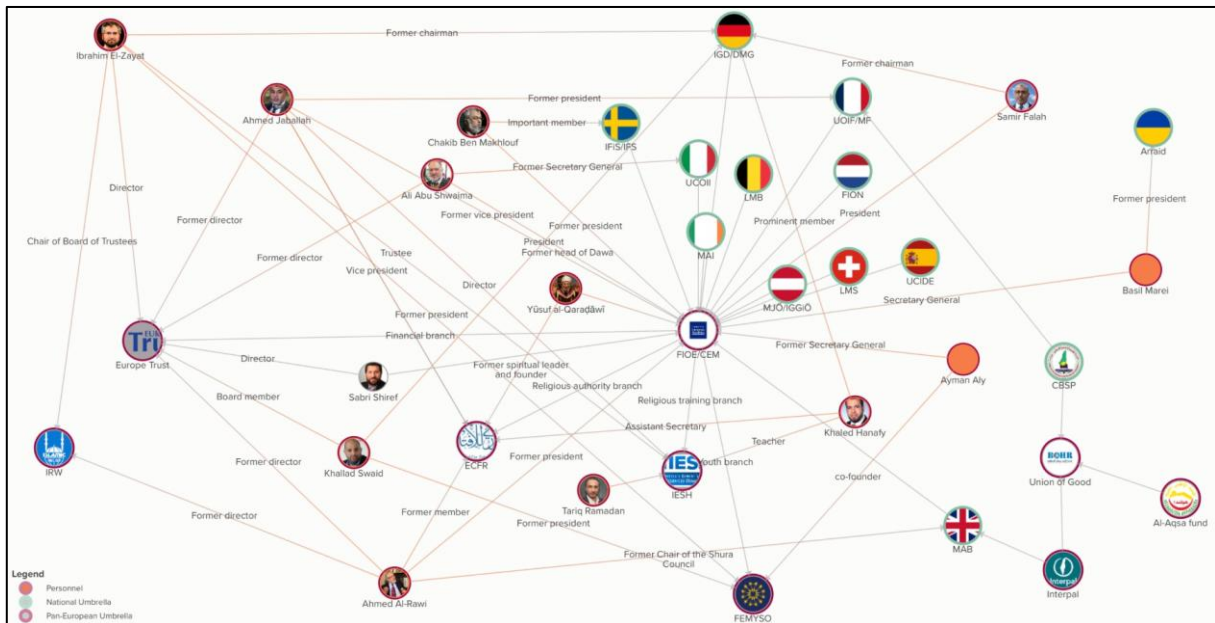 Former chairman
Ibrahim El-Zayat
IGD/DMG
Former chairman
Former president
Ahmed Jaballah
UOIF/MF
Samir Falah
Important member
Chakib Ben Makhlouf
IFiS/IPS
Arraid
Former Secretary General
UCOII
LMB
FION
Director
Ali Abu Shwaima
Former president
Former director
Former vice president
Former president
Prominent member
President
Chair of Board of Trustees
President
Former head of Dawa
MAI
Former director
Trustee
Vice president
Director
Yūsuf al-Qaraḍāwī
MJÖ/IGGiÖ
LMS
UCIDE
Basil Marei
Secretary General
Former president
EUR
Tri
Financial branch
Europe Trust
FIOE/CEM
Former Secretary General
Director
Former spiritual leader
and founder
Religious authority branch
Sabri Shiref
Ayman Aly
CBSP
Board member
Religious training branch
Assistant Secretary
Khaled Hanafy
Teacher
IRW
Khallad Swaid
ECFR
Former president
Former director
IES
Youth branch
IESH
co-founder
Union of Good
Tariq Ramadan
Al-Aqsa fund
Former director
Former member
Former president
MAB
Former Chair of the Shura
Council
Legend
Personnel
National Umbrella
Pan-European Umbrella
Ahmed Al-Rawi
Interpal
Interpal
FEMYSO